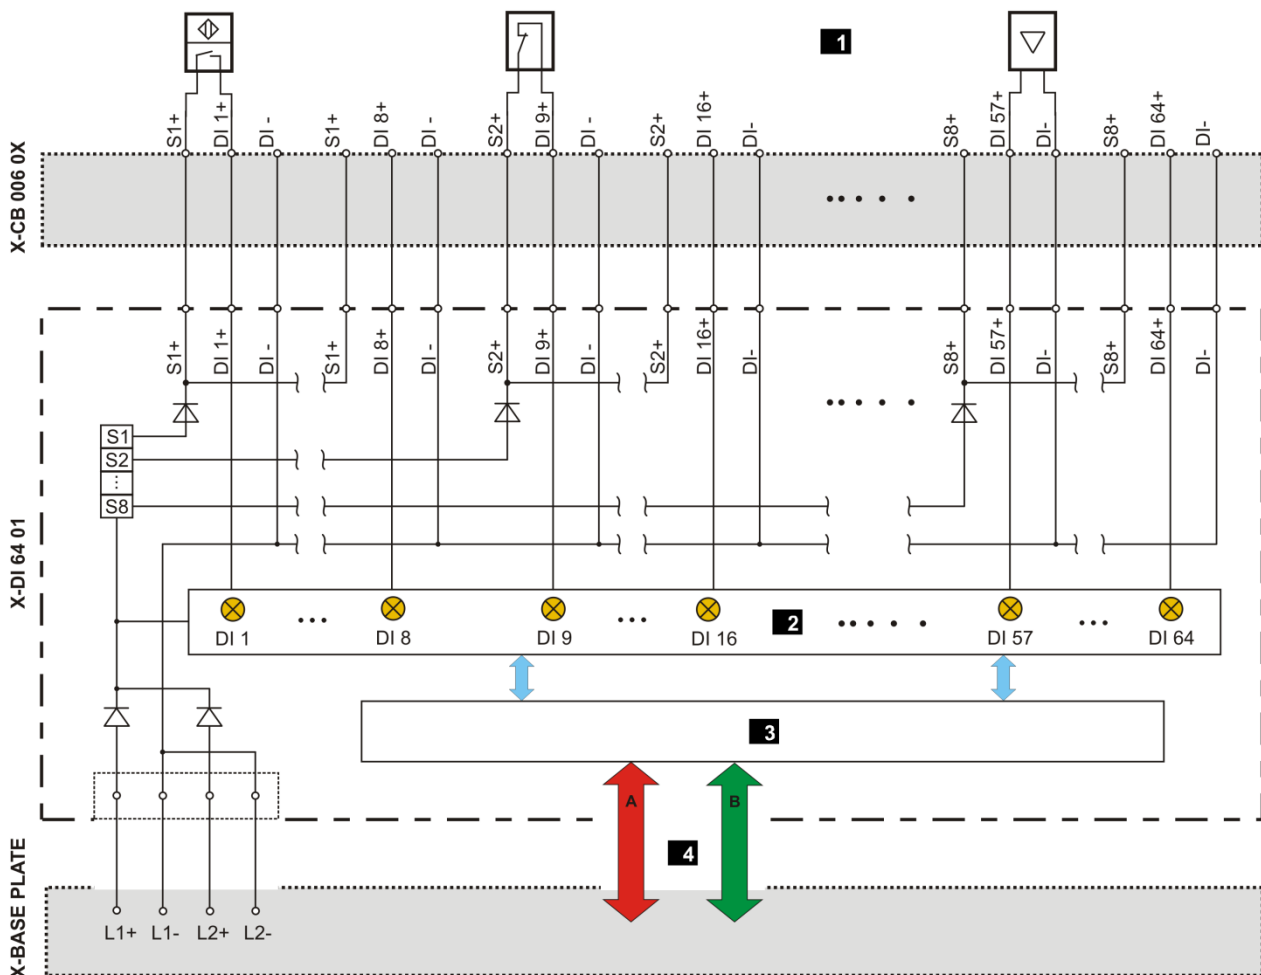 1
S1+ DI 1+ DI - S1+ DI 8+ DI - S2+ DI 9+ DI - S2+ DI 16+ DI- S8+ DI 57+ DI- S8+ DI 64+ DI-
X-CB 006 0X
S1+ DI 1+ DI - S1+ DI 8+ DI - S2+ DI 9+ DI - S2+ DI 16+ DI- S8+ DI 57+ DI- S8+ DI 64+ DI-
S1
S2
S8
X-DI 64 01
2
DI 1 DI 8 DI 9 DI 16 DI 57 DI 64
3
A B
4
X-BASE PLATE
L1+ L1- L2+ L2-